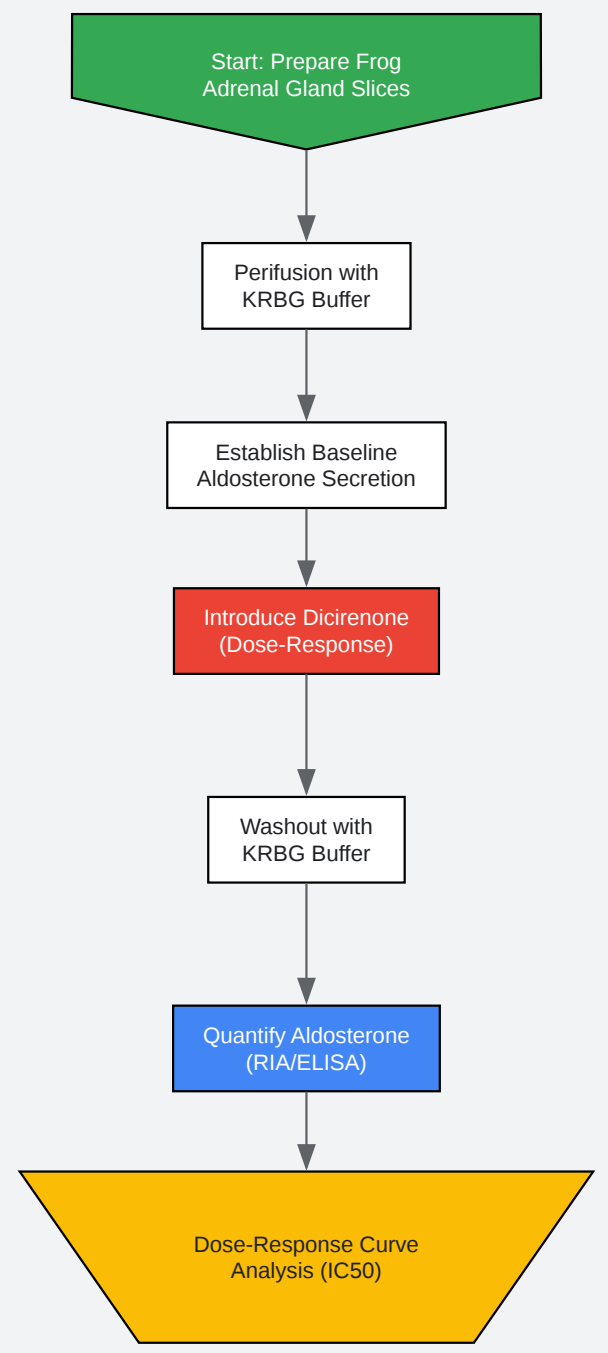 Start: Prepare Frog
Adrenal Gland Slices
Perifusion with
KRBG Buffer
Establish Baseline
Aldosterone Secretion
Introduce Dicirenone
(Dose-Response)
Washout with
KRBG Buffer
Quantify Aldosterone
(RIA/ELISA)
Dose-Response Curve
Analysis (IC50)